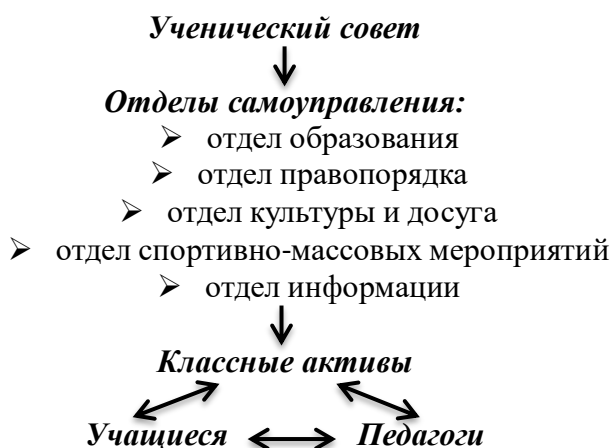 Ученический совет
Отделы самоуправления:
➢ отдел образования
➢ отдел правопорядка
➢ отдел культуры и досуга
➢ отдел спортивно-массовых мероприятий
➢ отдел информации
Классные активы
Учащиеся Педагоги